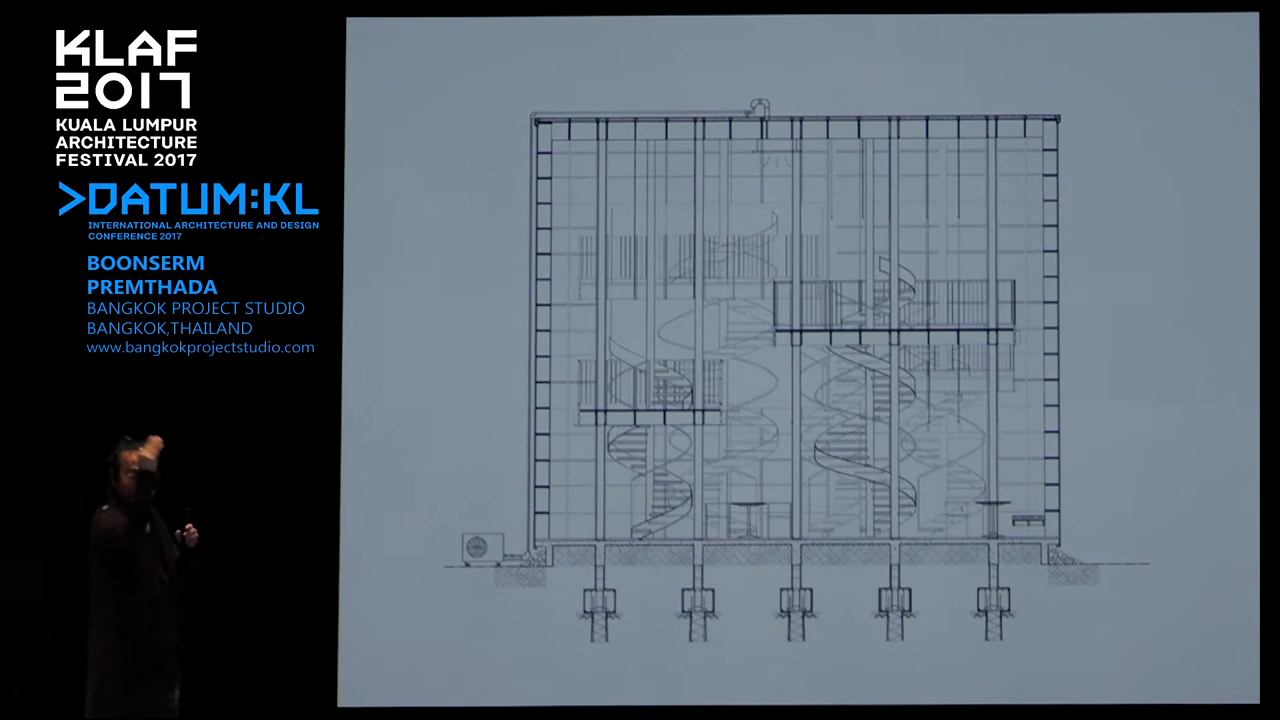 KLAF
2017
KUALA LUMPUR
ARCHITECTURE
FESTIVAL 2017
>DATUM:KL
INTERNATIONAL ARCHITECTURE AND DESIGN
CONFERENCE 2017
BOONSERM
PREMTHADA
BANGKOK PROJECT STUDIO
BANGKOK,THAILAND
www.bangkokprojectstudio.com